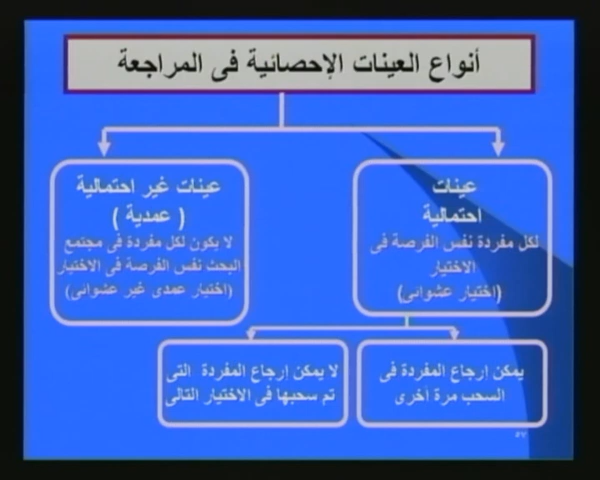 أنواع العينات الإحصائية فى المراجعة
عينات
احتمالية
لكل مفردة نفس الفرصة فى
الاختيار
(اختيار عشوائى)
عينات غير احتمالية
( عمدية )
لا يكون لكل مفردة فى مجتمع
البحث نفس الفرصة فى الاختيار
(اختيار عمدى غير عشوائى)
يمكن إرجاع المفردة فى
السحب مرة أخرى
لا يمكن إرجاع المفردة التى
تم سحبها فى الاختيار التالى
٥٧